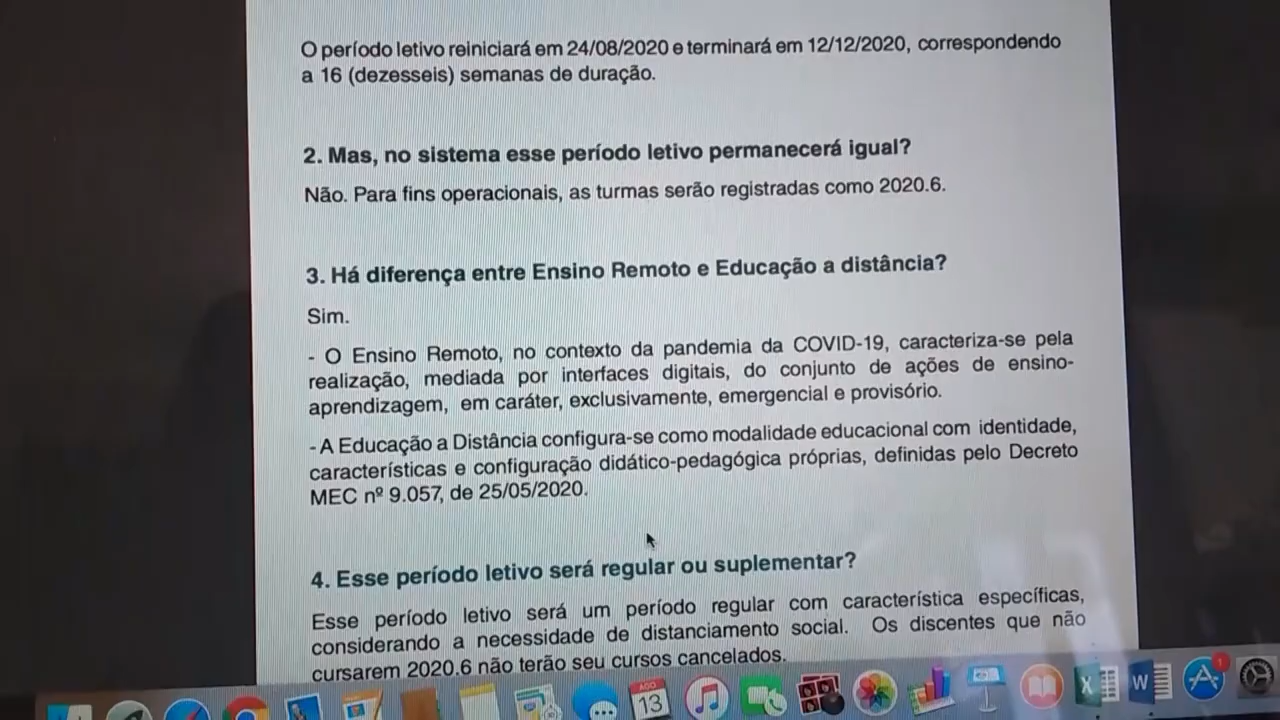 O período letivo reiniciará em 24/08/2020 e terminará em 12/12/2020, correspondendo
a 16 (dezesseis) semanas de duração.
2. Mas, no sistema esse período letivo permanecerá igual?
Não. Para fins operacionais, as turmas serão registradas como 2020.6.
3. Há diferença entre Ensino Remoto e Educação a distância?
Sim.
- O Ensino Remoto, no contexto da pandemia da COVID-19, caracteriza-se pela
realização, mediada por interfaces digitais, do conjunto de ações de ensino-
aprendizagem, em caráter, exclusivamente, emergencial e provisório.
- A Educação a Distância configura-se como modalidade educacional com identidade,
características e configuração didático-pedagógica próprias, definidas pelo Decreto
MEC nº 9.057, de 25/05/2020.
4. Esse período letivo será regular ou suplementar?
Esse período letivo será um período regular com característica específicas,
considerando a necessidade de distanciamento social. Os discentes que não
cursarem 2020.6 não terão seu cursos cancelados.
AGO
13
X
W
1